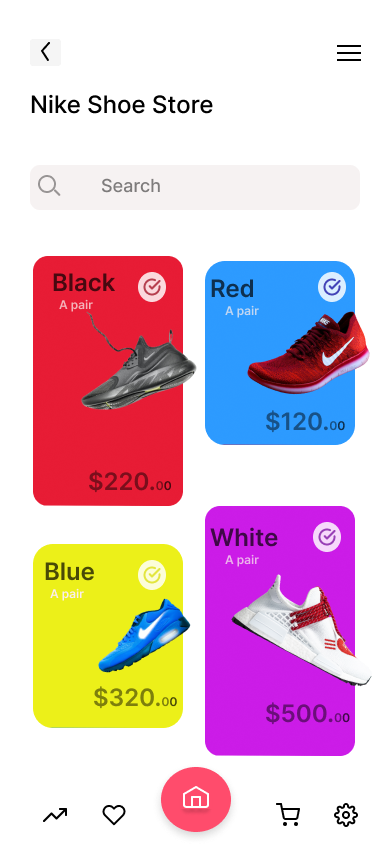 Nike Shoe Store
Search
Black
A pair
$220.00
Red
A pair
$120.00
Blue
A pair
$320.00
White
A pair
$500.00